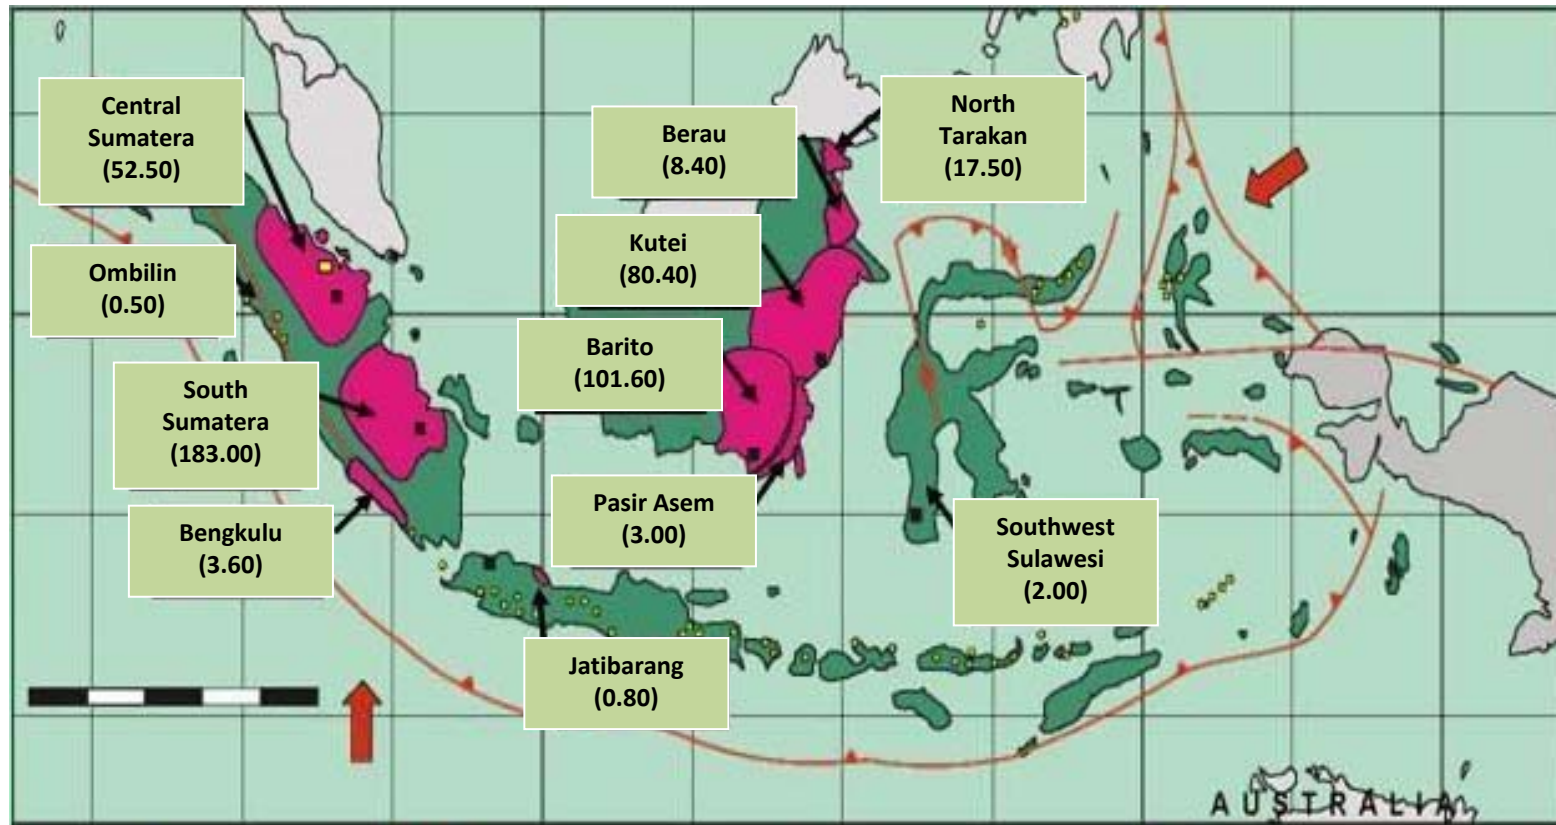 Central
Sumatera
(52.50)
Berau
(8.40)
North
Tarakan
(17.50)
Ombilin
(0.50)
Kutei
(80.40)
South
Sumatera
(183.00)
Barito
(101.60)
Bengkulu
(3.60)
Pasir Asem
(3.00)
Southwest
Sulawesi
(2.00)
Jatibarang
(0.80)
AUSTRALIA